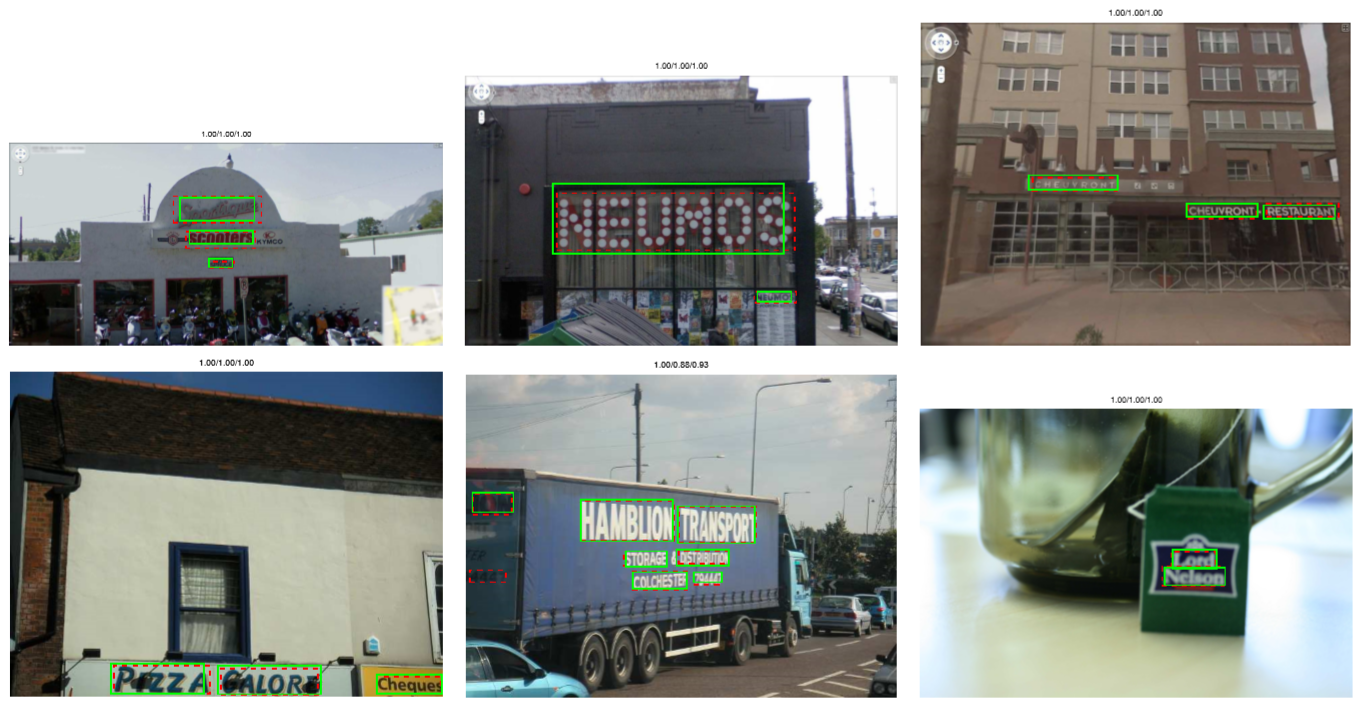 1.00/1.00/1.00
1.00/1.00/1.00
1.00/1.00/1.00
scooters
KYMCO
NEUMOS
NEUMOS
CHEUVRONT
CHEUVRONT RESTAURANT
1.00/1.00/1.00
1.00/0.88/0.93
1.00/1.00/1.00
PIZZA GALORE
Cheques
HAMBLION TRANSPORT
STORAGE & DISTRIBUTION
COLCHESTER 794447
Lord
Nelson